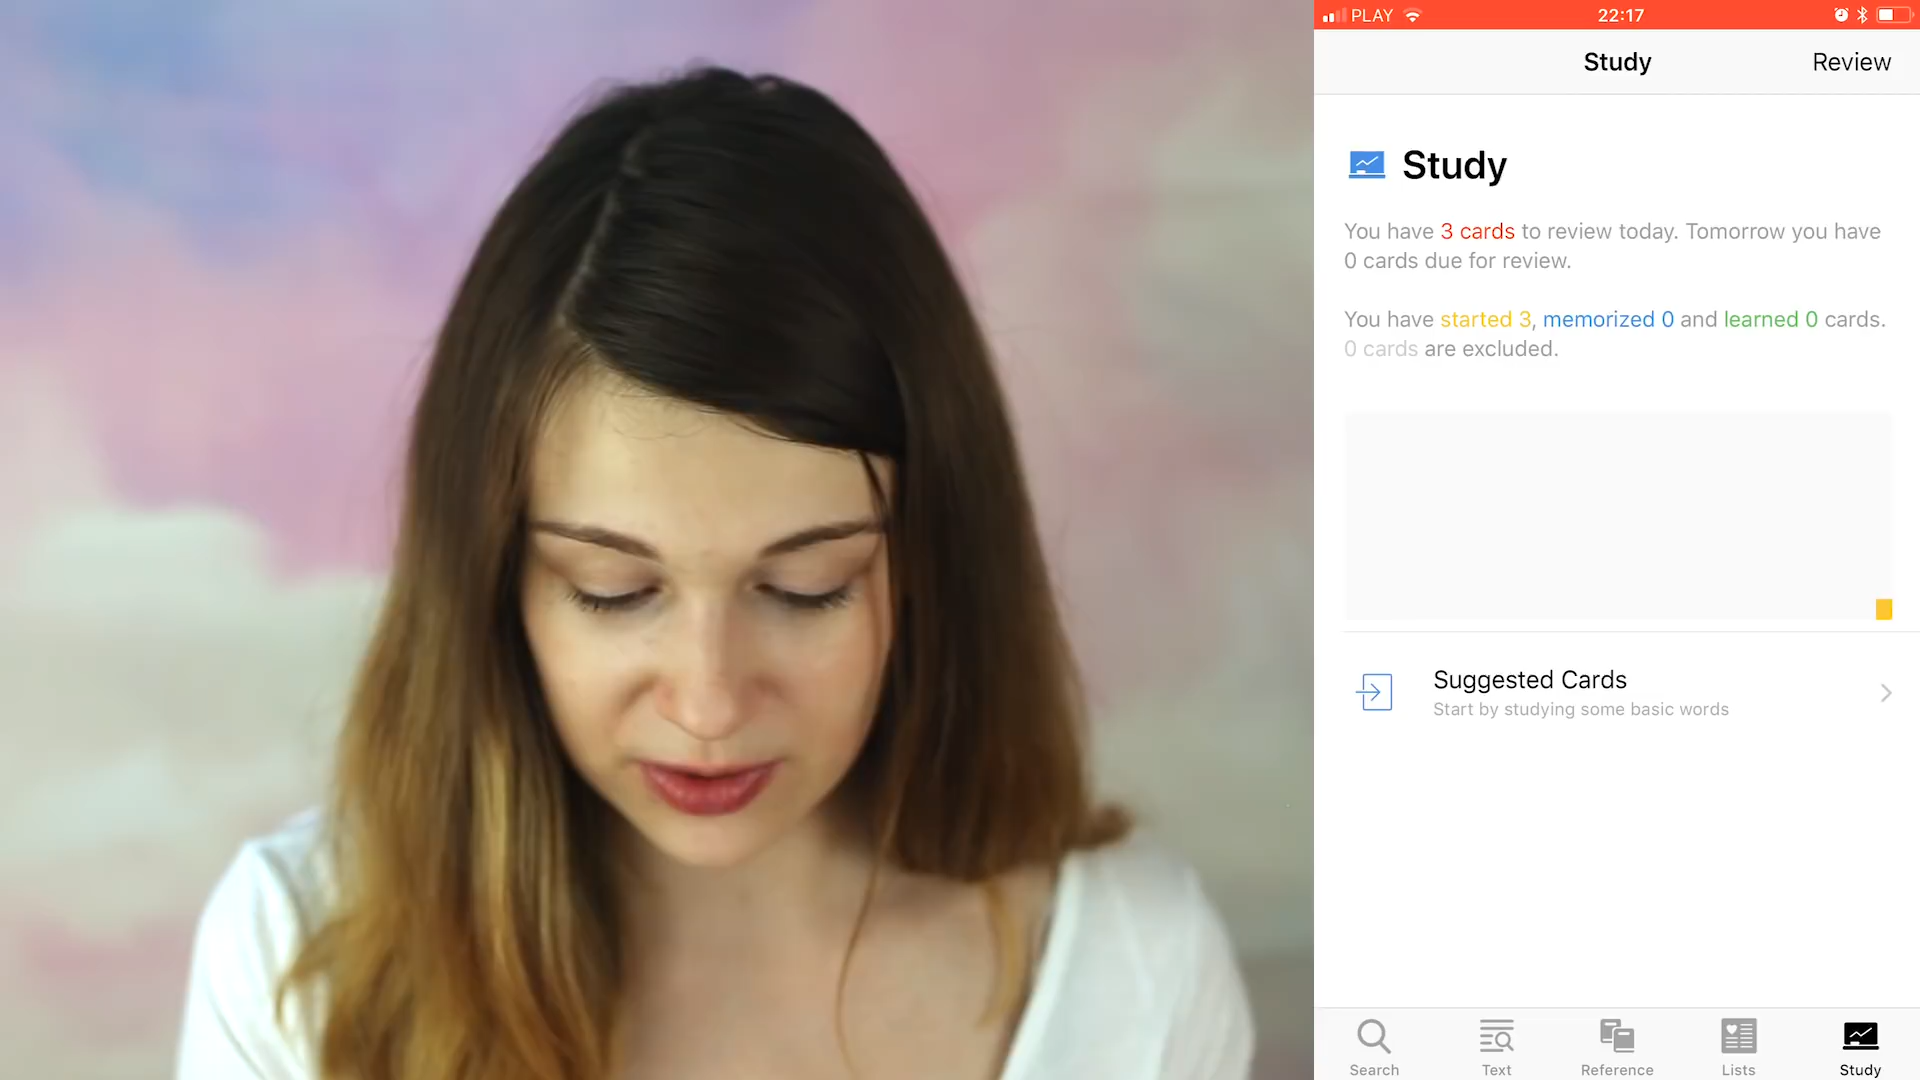 PLAY 22:17
Study Review
Study
You have 3 cards to review today. Tomorrow you have
0 cards due for review.
You have started 3, memorized 0 and learned 0 cards.
0 cards are excluded.
Suggested Cards
Start by studying some basic words
Search Text Reference Lists Study